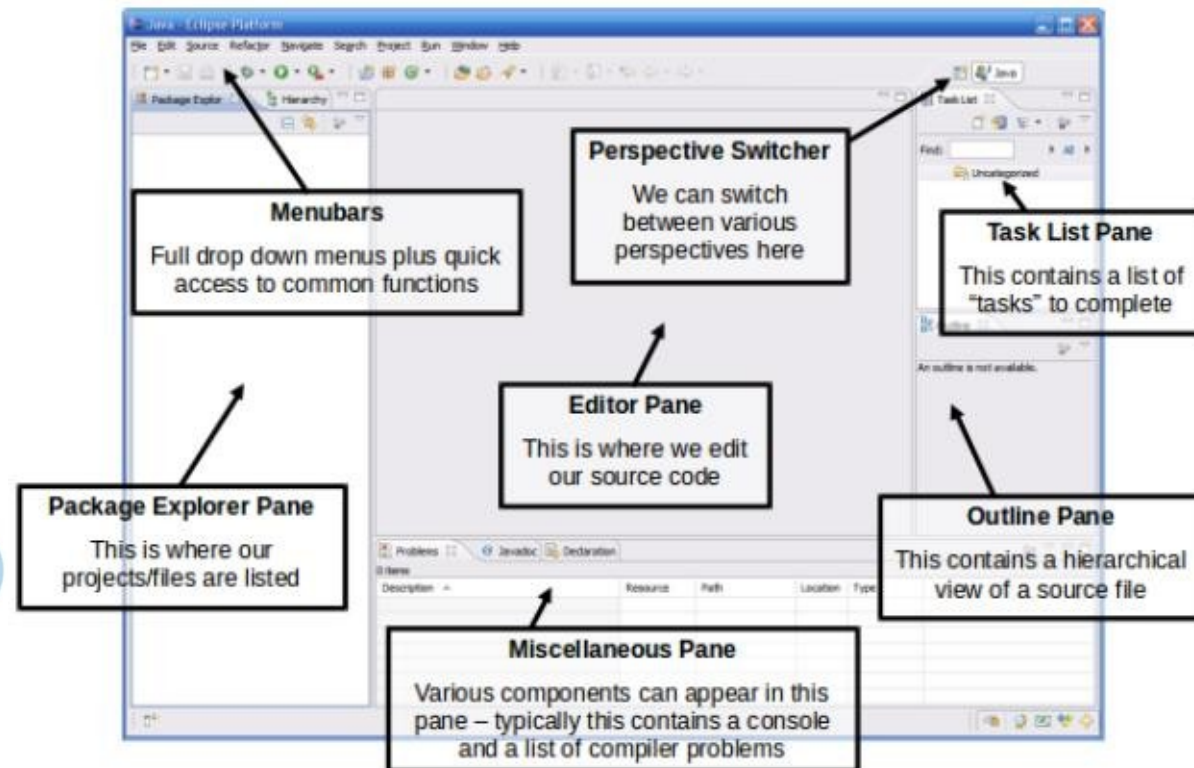 Java - Eclipse Platform
File Edit Source Refactor Navigate Search Project Run Window Help
Java
Package Explor
Hierarchy
Task List
Find:
All
Uncategorized
Perspective Switcher
We can switch
between various
perspectives here
Menubars
Full drop down menus plus quick
access to common functions
Task List Pane
This contains a list of
“tasks” to complete
An outline is not available.
Editor Pane
This is where we edit
our source code
Package Explorer Pane
This is where our
projects/files are listed
Outline Pane
This contains a hierarchical
view of a source file
Problems
Javadoc
Declaration
0 items
Description Resource Path Location Type
Miscellaneous Pane
Various components can appear in this
pane – typically this contains a console
and a list of compiler problems